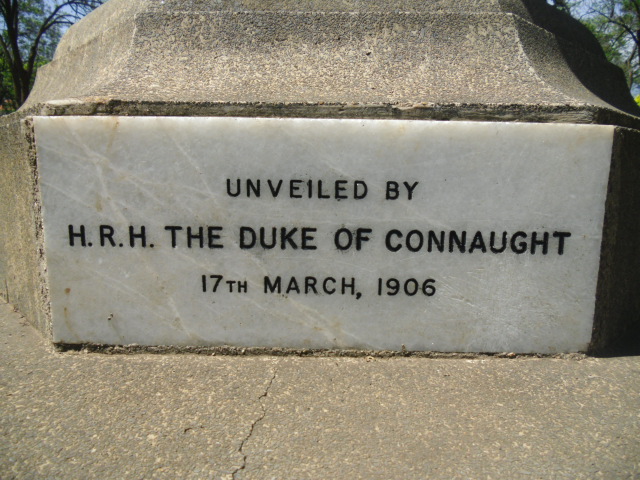 UNVEILED BY
H.R.H. THE DUKE OF CONNAUGHT
17TH MARCH, 1906